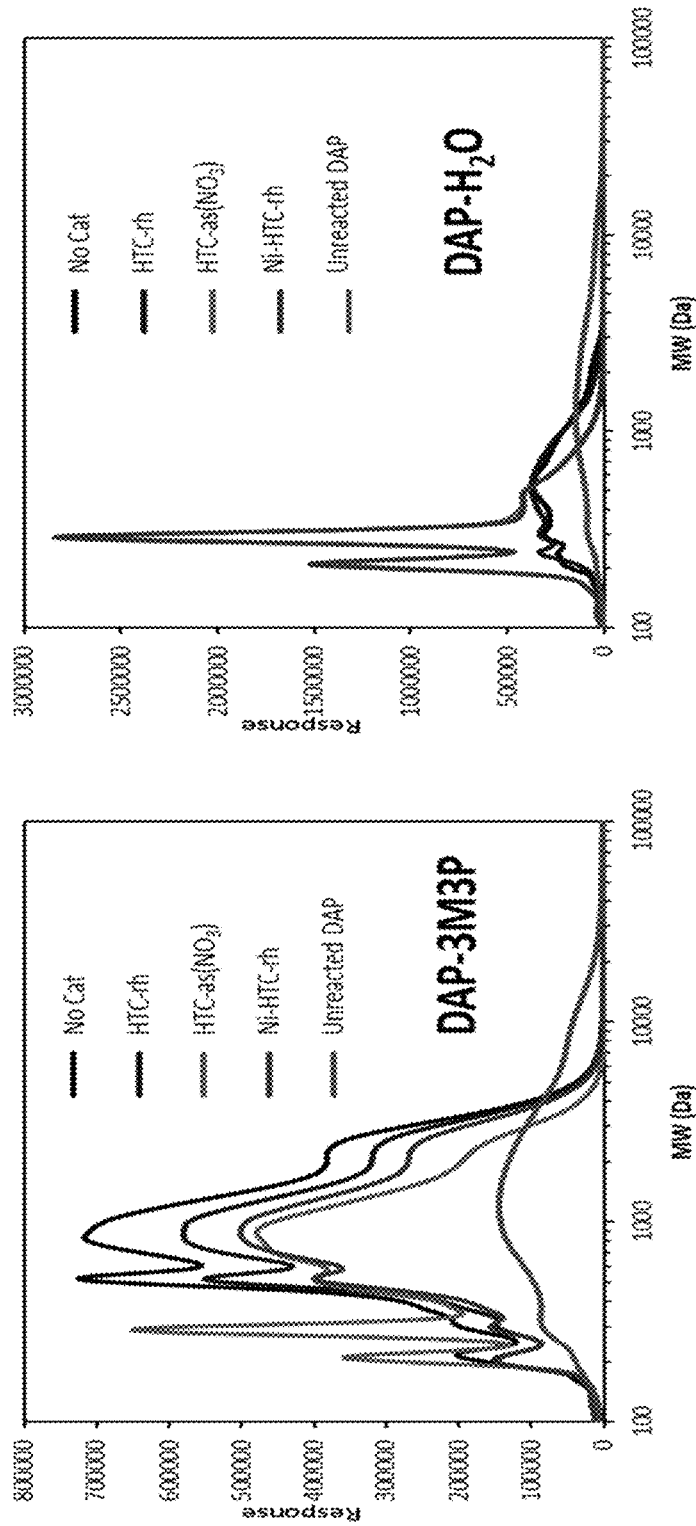 800000
700000
600000
500000
400000
300000
200000
100000
0
Response
No Cat
HTC-rh
HTC-as(NO₃)
Ni-HTC-rh
Unreacted DAP
DAP-3M3P
100
1000
10000
100000
MW (Da)
3000000
2500000
2000000
1500000
1000000
500000
0
Response
No Cat
HTC-rh
HTC-as(NO₃)
Ni-HTC-rh
Unreacted DAP
DAP-H₂O
100
1000
10000
100000
MW (Da)